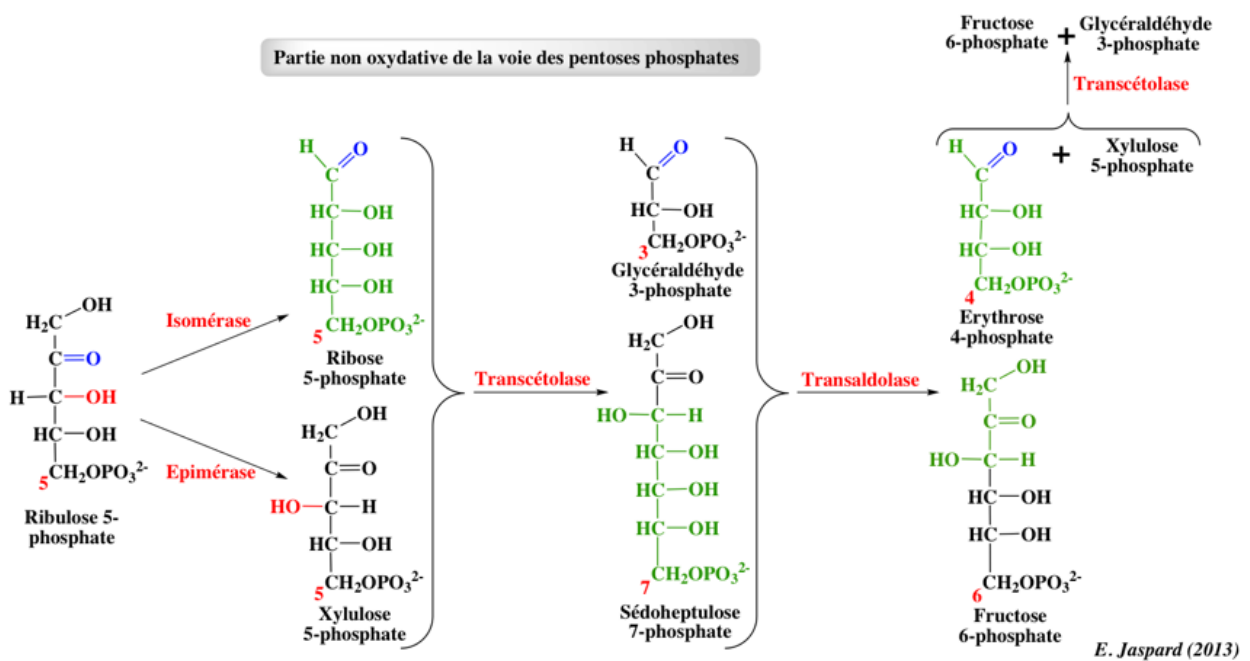 Partie non oxydative de la voie des pentoses phosphates
Fructose
6-phosphate
+
Glycéraldéhyde
3-phosphate
Transcétolase
OH
H2C
C=O
H—C—OH
HC—OH
5 CH2OPO3 2-
Ribulose 5-
phosphate
Isomérase
Epimérase
H O
C
HC—OH
HC—OH
HC—OH
5 CH2OPO3 2-
Ribose
5-phosphate
OH
H2C
C=O
HO—C—H
HC—OH
5 CH2OPO3 2-
Xylulose
5-phosphate
Transcétolase
H O
C
HC—OH
3 CH2OPO3 2-
Glycéraldéhyde
3-phosphate
OH
H2C
C=O
HO—C—H
HC—OH
HC—OH
HC—OH
7 CH2OPO3 2-
Sédoheptulose
7-phosphate
Transaldolase
H O
C
HC—OH
HC—OH
4 CH2OPO3 2-
Erythrose
4-phosphate
+
Xylulose
5-phosphate
OH
H2C
C=O
HO—C—H
HC—OH
HC—OH
6 CH2OPO3 2-
Fructose
6-phosphate
E. Jaspard (2013)